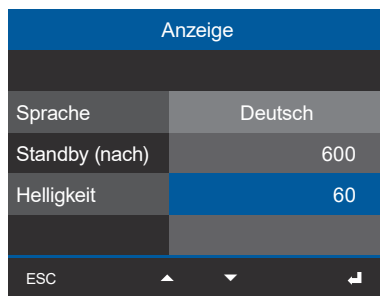 Anzeige
Sprache Deutsch
Standby (nach) 600
Helligkeit 60
ESC